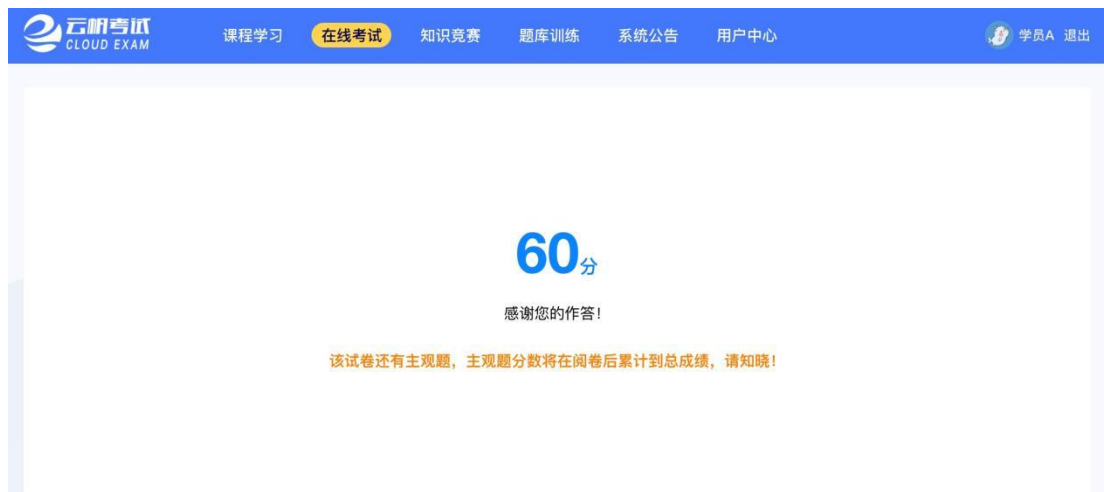 云帆考试
CLOUD EXAM
课程学习 在线考试 知识竞赛 题库训练 系统公告 用户中心 学员A 退出
60分
感谢您的作答！
该试卷还有主观题，主观题分数将在阅卷后累计到总成绩，请知晓！